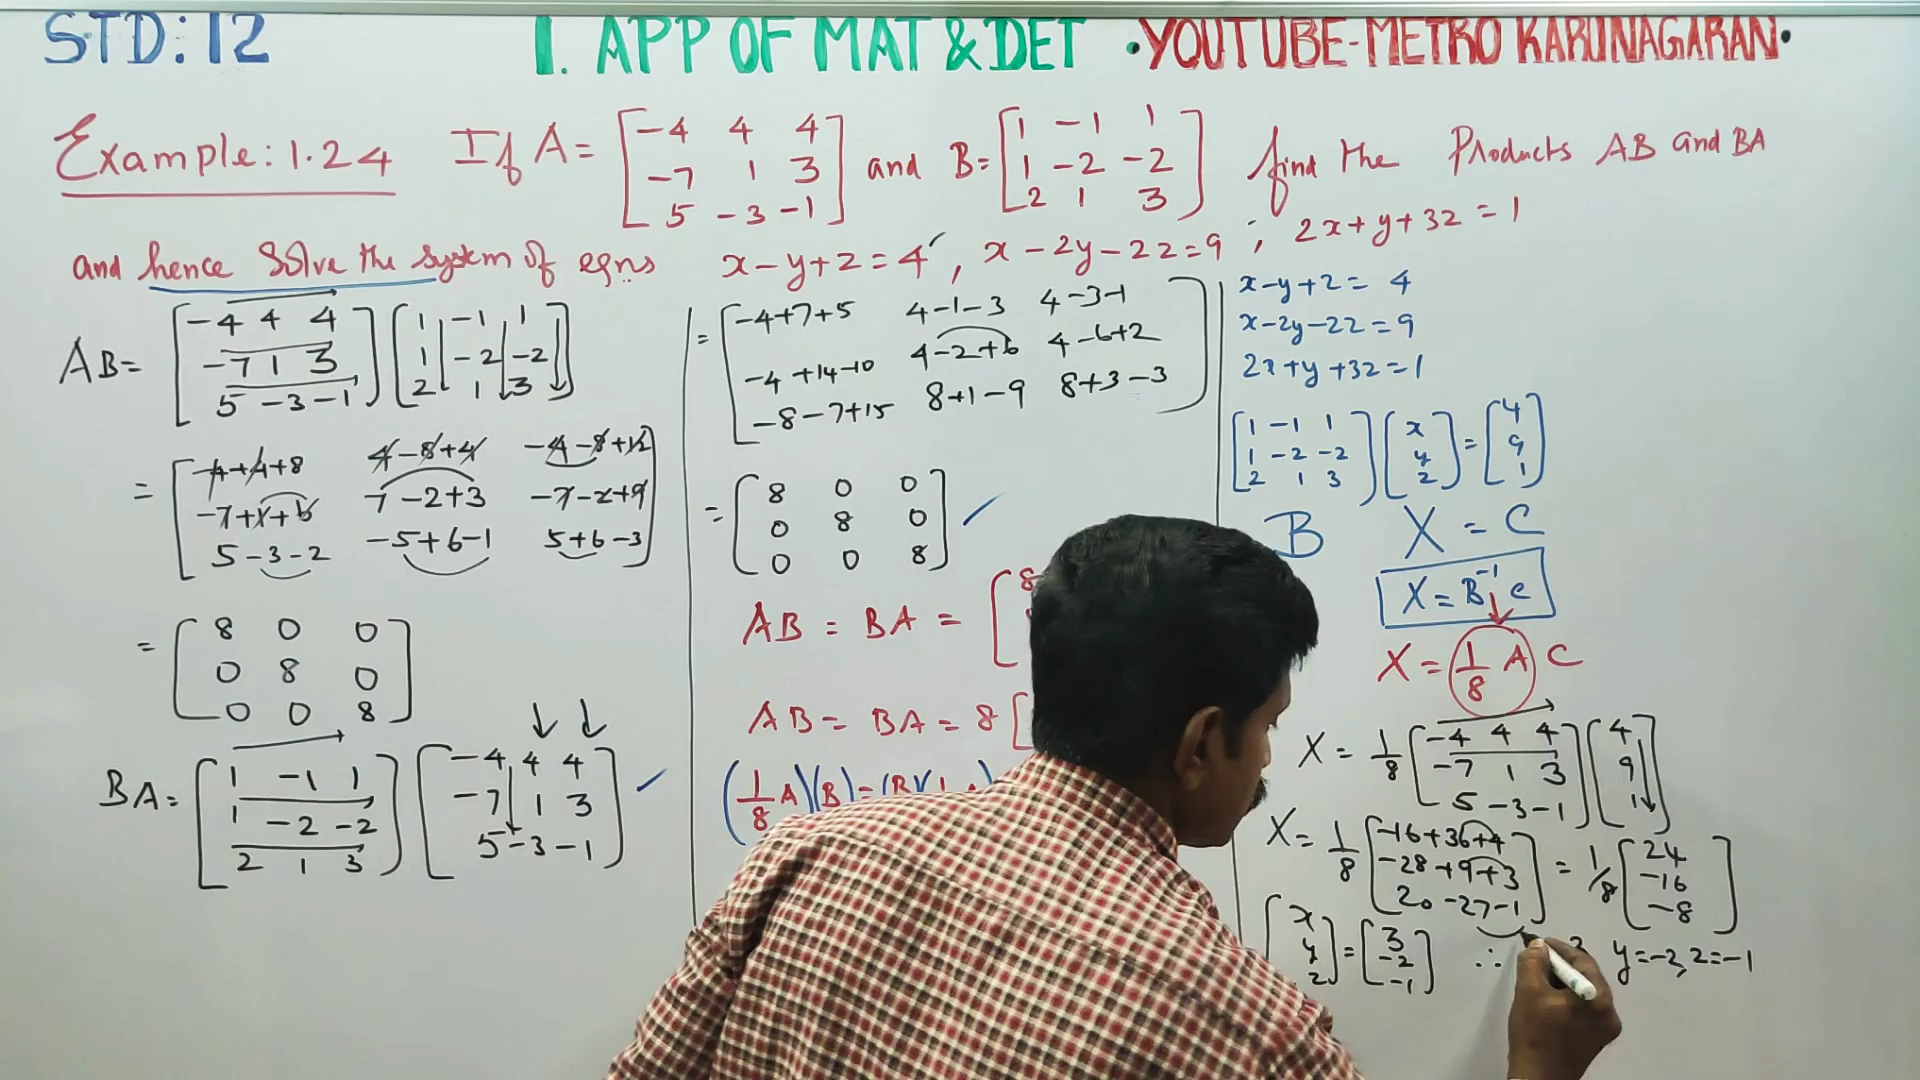 STD: 12 1. APP OF MAT & DET • YOUTUBE-METRO KARUNAGARAN •
Example: 1.24 If A = [-4 4 4
-7 1 3
5 -3 -1] and B = [1 -1 1
1 -2 -2
2 1 3] find the Products AB and BA
and hence Solve the system of eqns x-y+z=4, x-2y-2z=9; 2x+y+3z=1
AB = [-4 4 4
-7 1 3
5 -3 -1] [1 -1 1
1 -2 -2
2 1 3]
= [-4+4+8 4-8+4 -4-8+12
-7+1+6 7-2+3 -7-2+9
5-3-2 -5+6-1 5+6-3]
= [8 0 0
0 8 0
0 0 8]
BA = [1 -1 1
1 -2 -2
2 1 3] [-4 4 4
-7 1 3
5 -3 -1]
= [-4+7+5 4-1-3 4-3-1
-4+14-10 4-2+6 4-6+2
-8-7+15 8+1-9 8+3-3]
= [8 0 0
0 8 0
0 0 8]
AB = BA = [8
AB = BA = 8 [
(1/8 A)(B) = (B)(1
x-y+z= 4
x-2y-2z=9
2x+y+3z=1
[1 -1 1
1 -2 -2
2 1 3] [x
y
z] = [4
9
1]
B X = C
X = B⁻¹ C
X = 1/8 A C
X = 1/8 [-4 4 4
-7 1 3
5 -3 -1] [4
9
1]
X = 1/8 [-16+36+4
-28+9+3
20-27-1] = 1/8 [24
-16
-8]
[x
y
z] = [3
-2
-1] ∴ y=-2, z=-1